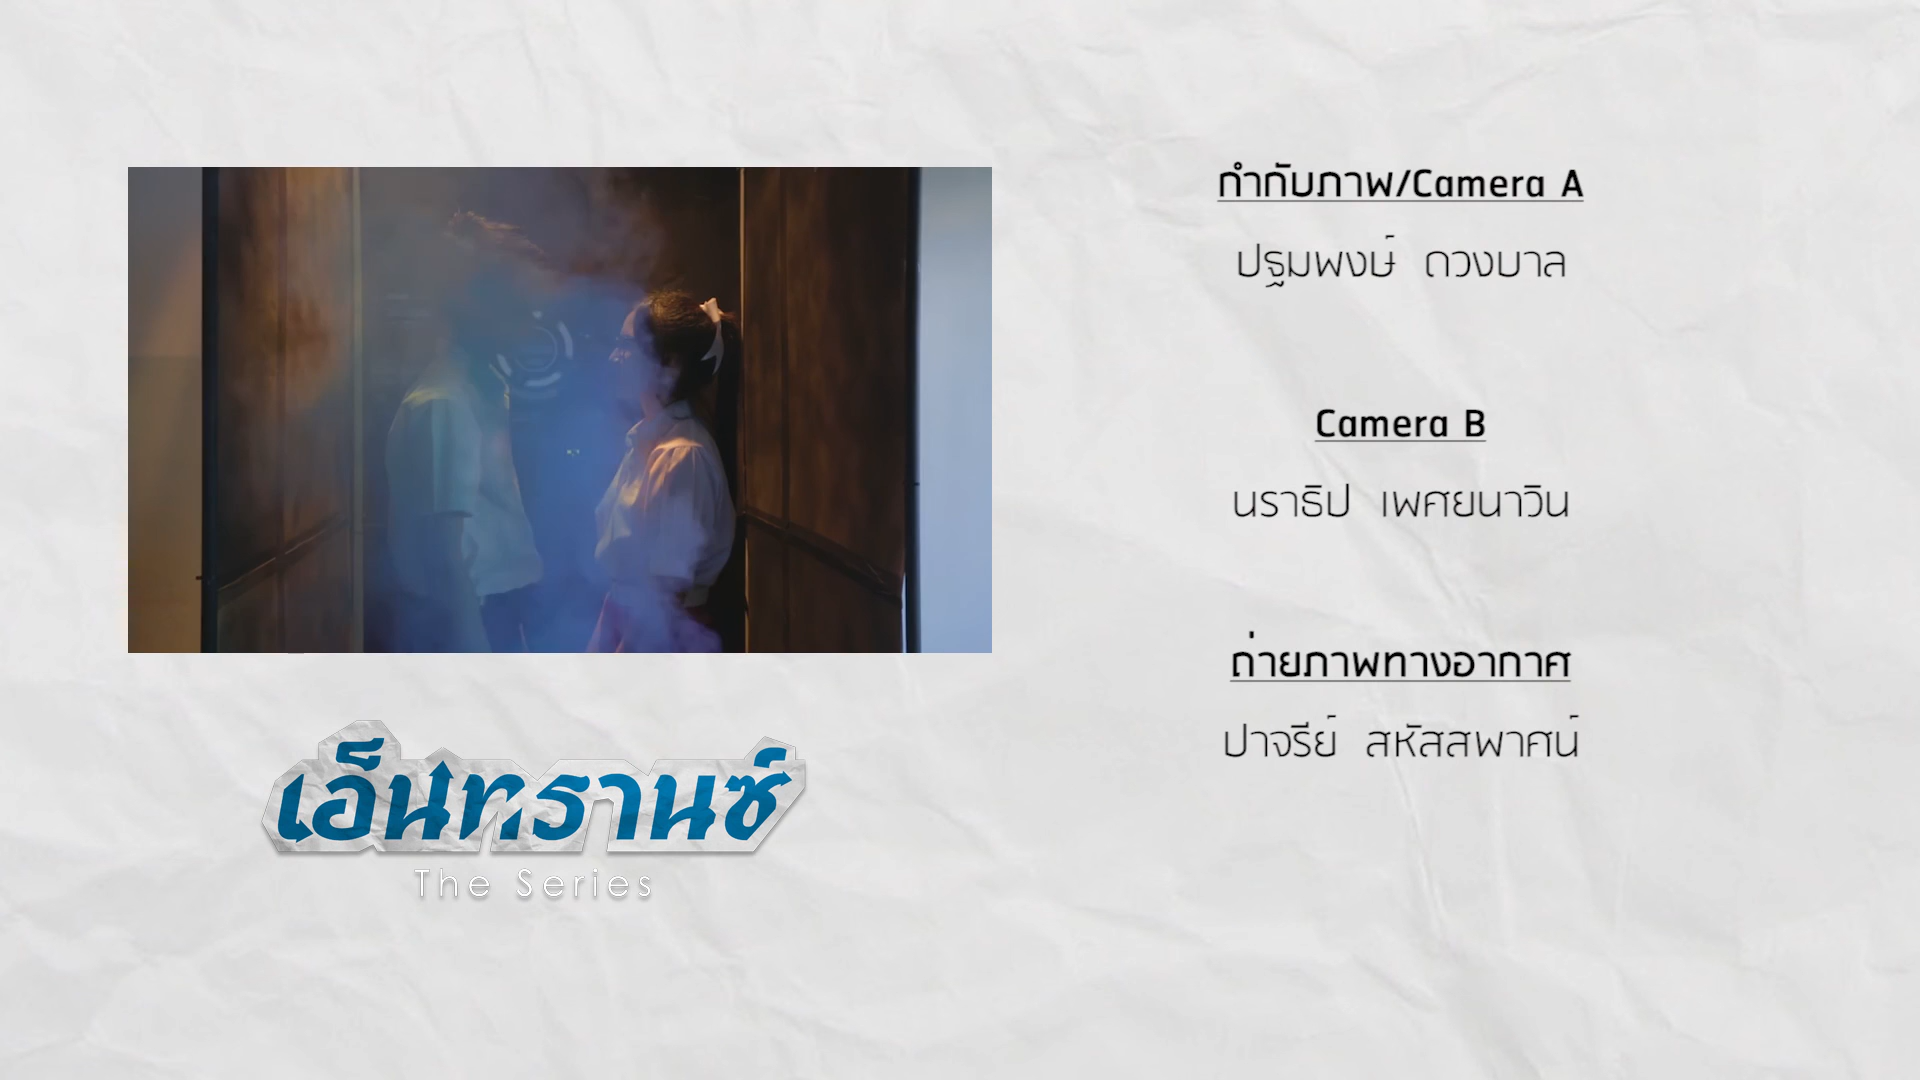 กำกับภาพ/Camera A
ปฐมพงษ์ ดวงบาล
Camera B
นราธิป เพศยนาวิน
ถ่ายภาพทางอากาศ
ปาจรีย์ สหัสสพาศน์
เอ็นทรานซ์
The Series